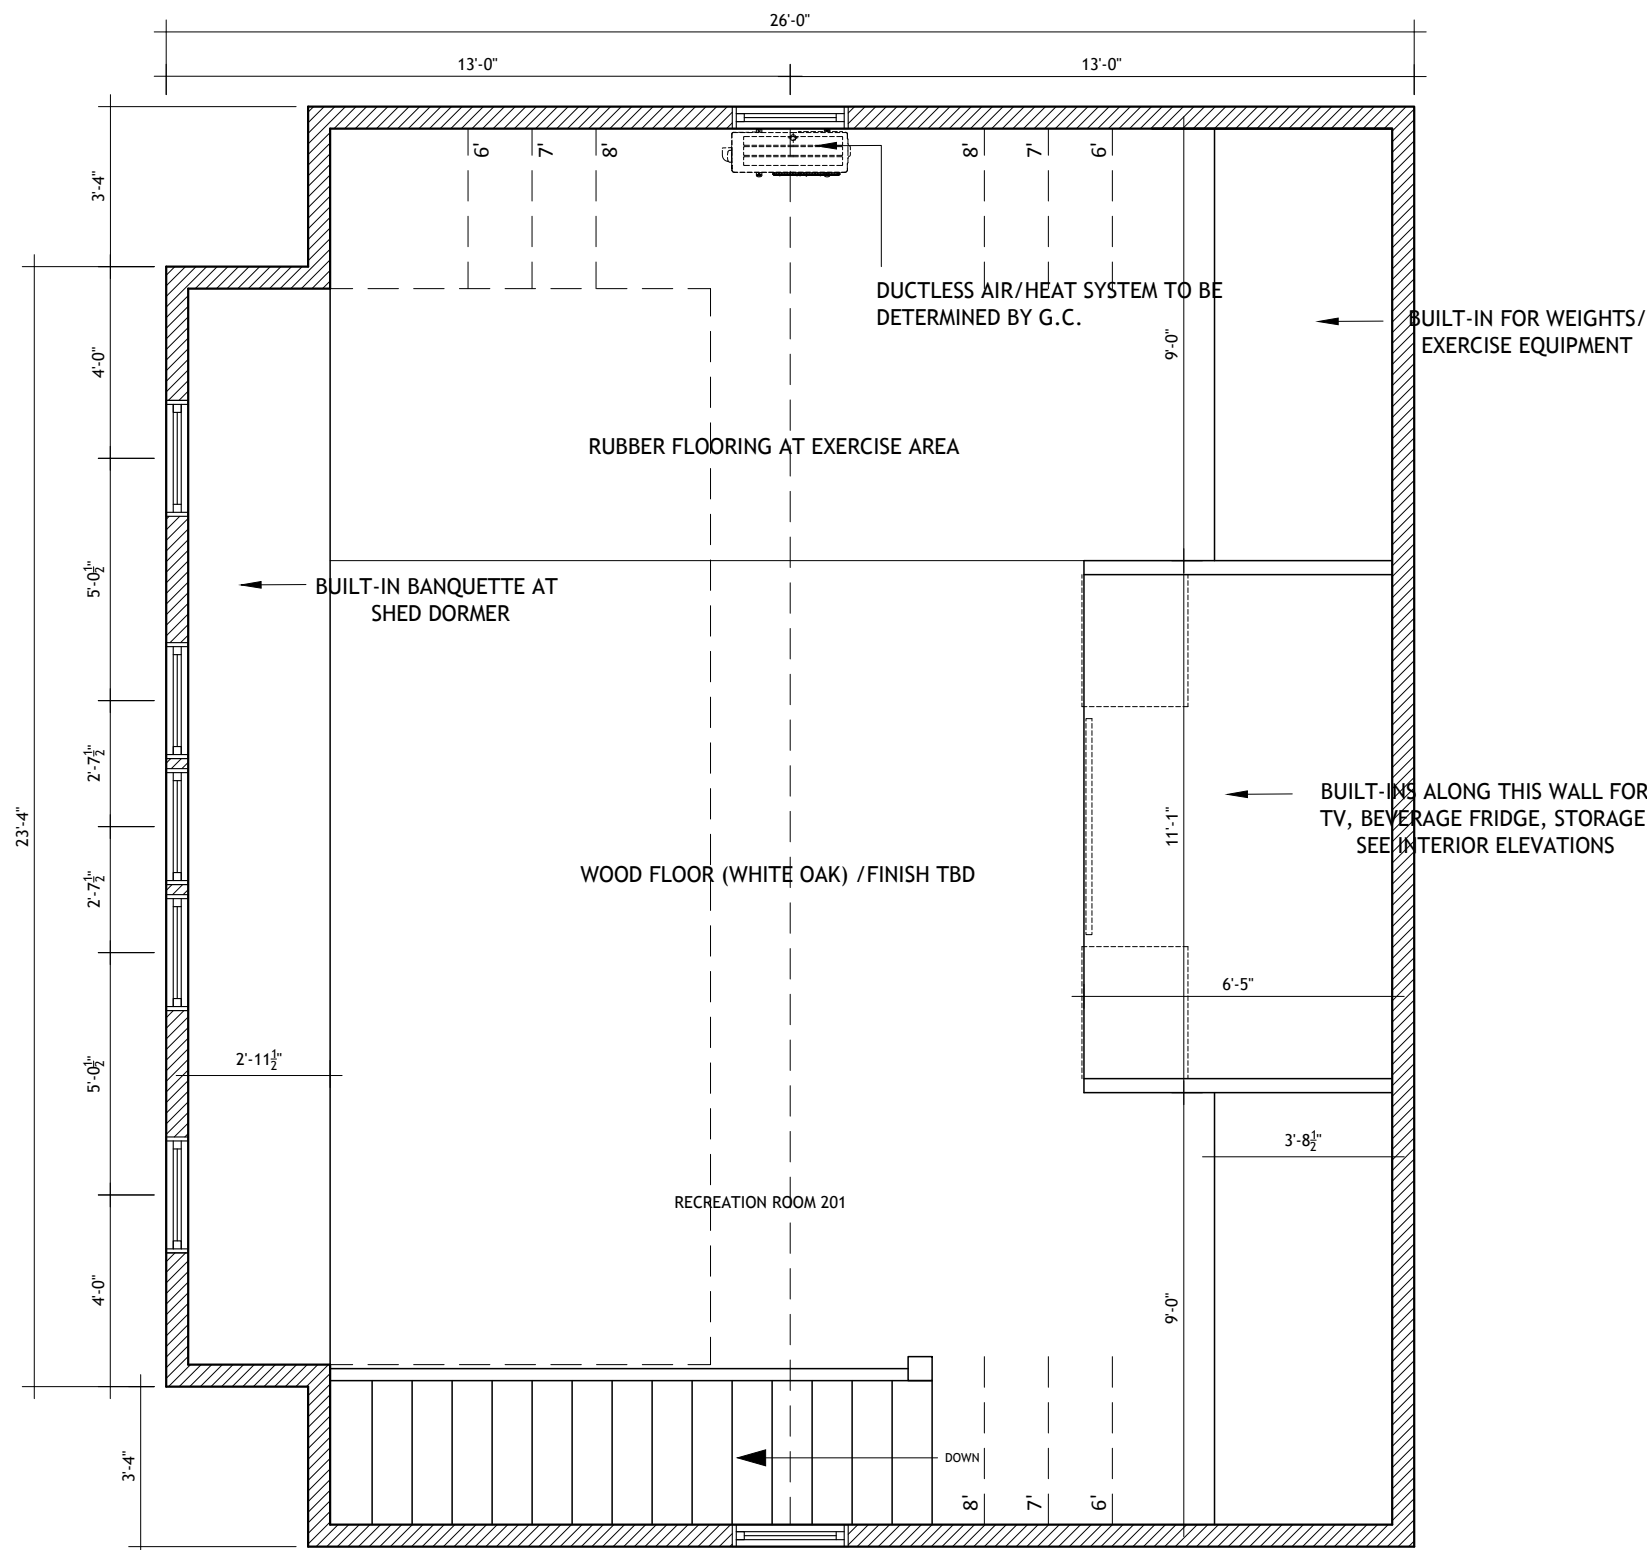 26'-0"
13'-0"
13'-0"
3'-4"
6'
7'
8'
8'
7'
6'
DUCTLESS AIR/HEAT SYSTEM TO BE
DETERMINED BY G.C.
BUILT-IN FOR WEIGHTS/
EXERCISE EQUIPMENT
9'-0"
4'-0"
RUBBER FLOORING AT EXERCISE AREA
5'-0½"
BUILT-IN BANQUETTE AT
SHED DORMER
2'-7½"
23'-4"
BUILT-INS ALONG THIS WALL FOR
TV, BEVERAGE FRIDGE, STORAGE
SEE INTERIOR ELEVATIONS
11'-1"
2'-7½"
WOOD FLOOR (WHITE OAK) /FINISH TBD
6'-5"
5'-0½"
2'-11½"
3'-8½"
RECREATION ROOM 201
4'-0"
9'-0"
3'-4"
DOWN
8'
7'
6'